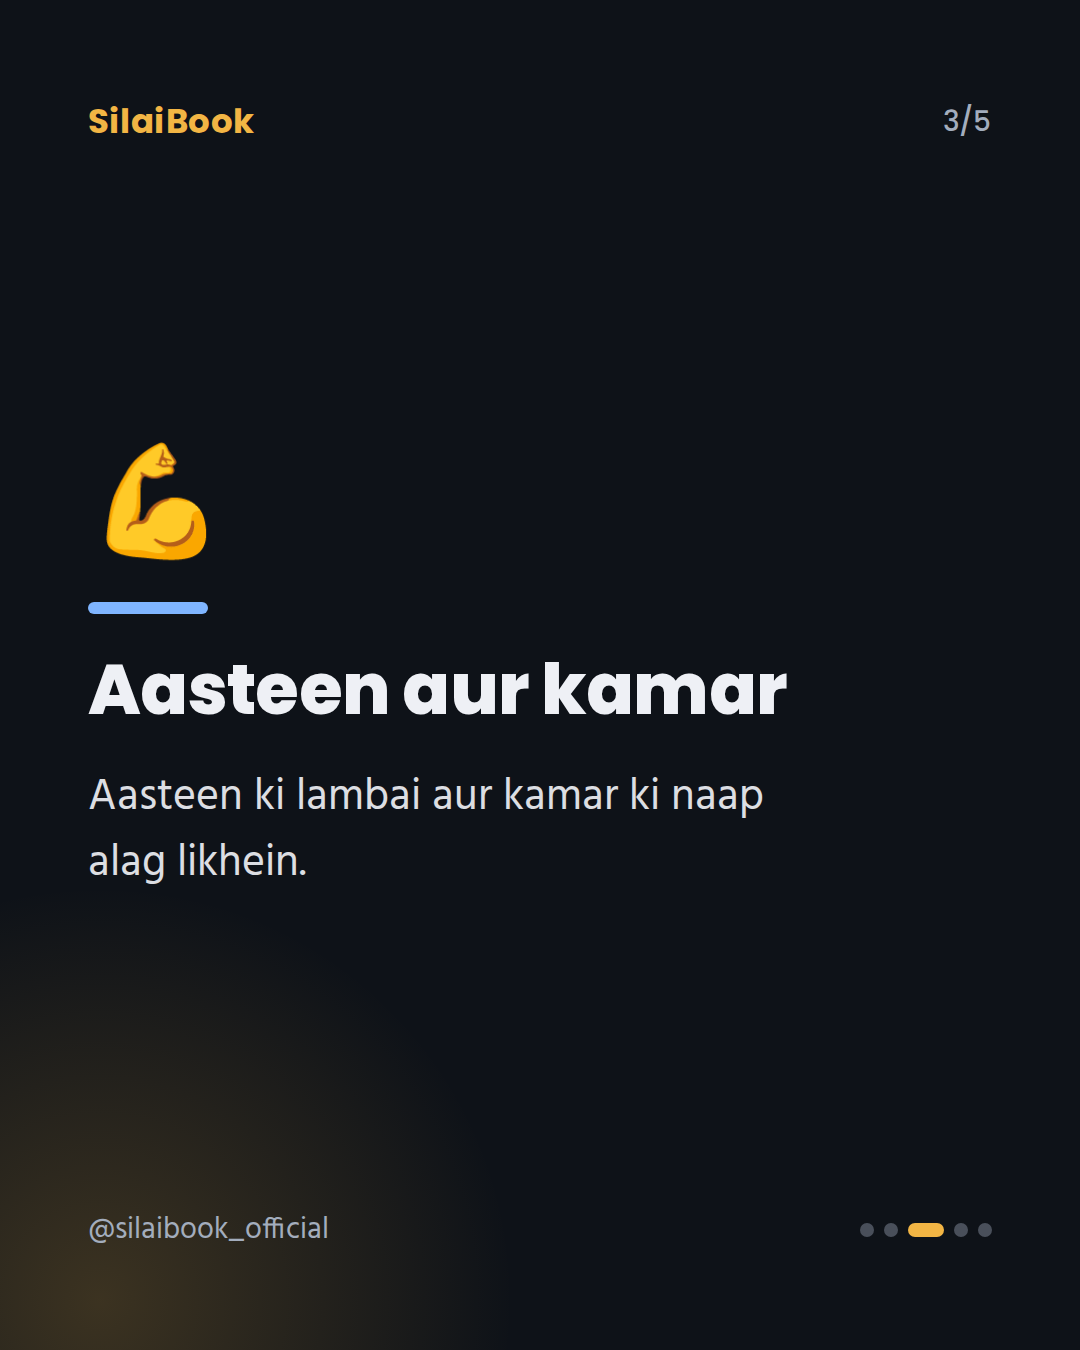 SilaiBook
3/5
Aasteen aur kamar
Aasteen ki lambai aur kamar ki naap
alag likhein.
@silaibook_official